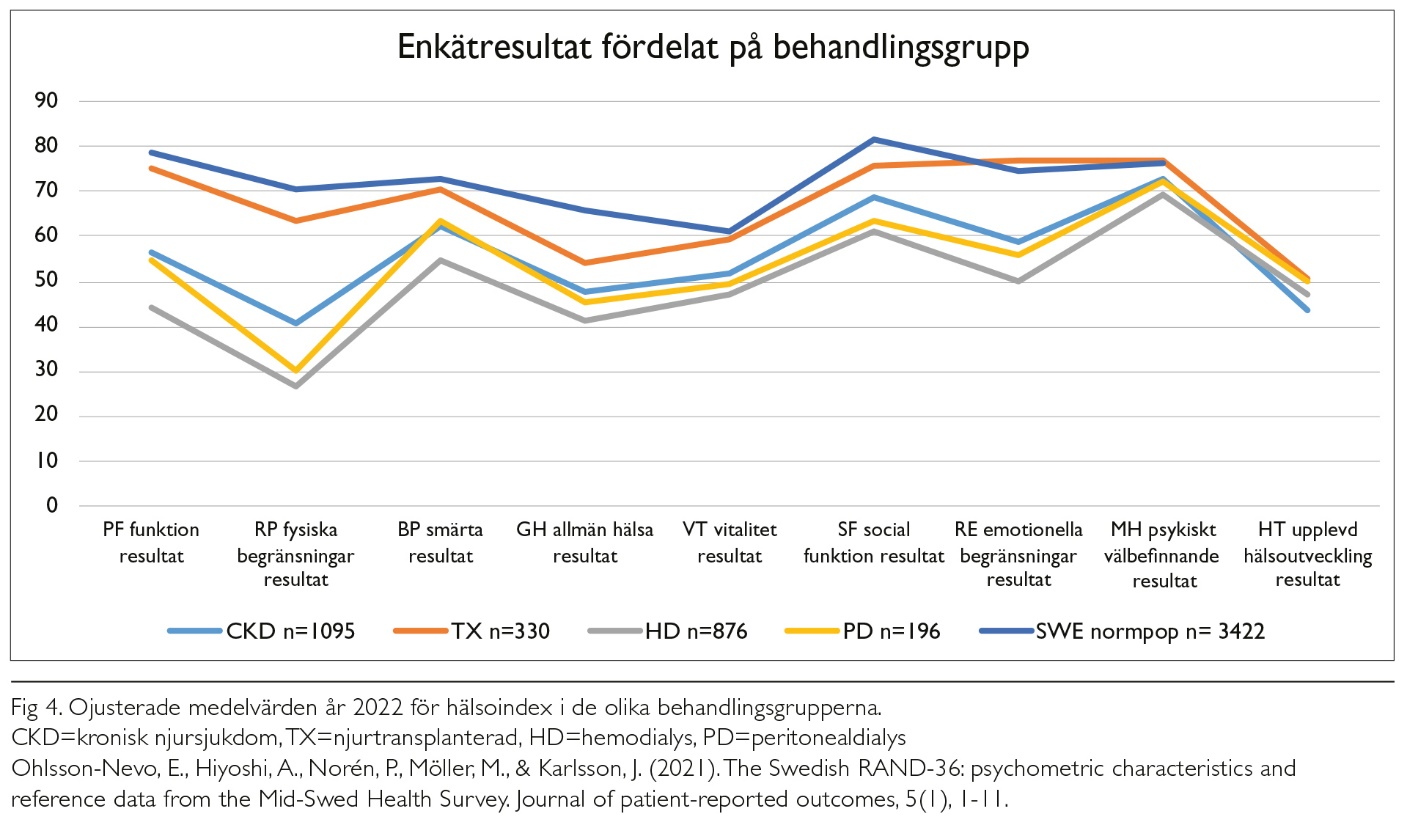 Enkätresultat fördelat på behandlingsgrupp
90
80
70
60
50
40
30
20
10
0
PF funktion resultat
RP fysiska begränsningar resultat
BP smärta resultat
GH allmän hälsa resultat
VT vitalitet resultat
SF social funktion resultat
RE emotionella begränsningar resultat
MH psykiskt välbefinnande resultat
HT upplevd hälsoutveckling resultat
CKD n=1095 TX n=330 HD n=876 PD n=196 SWE normpop n= 3422
Fig 4. Ojusterade medelvärden år 2022 för hälsoindex i de olika behandlingsgrupperna.
CKD=kronisk njursjukdom, TX=njurtransplanterad, HD=hemodialys, PD=peritonealdialys
Ohlsson-Nevo, E., Hiyoshi, A., Norén, P., Möller, M., & Karlsson, J. (2021). The Swedish RAND-36: psychometric characteristics and
reference data from the Mid-Swed Health Survey. Journal of patient-reported outcomes, 5(1), 1-11.